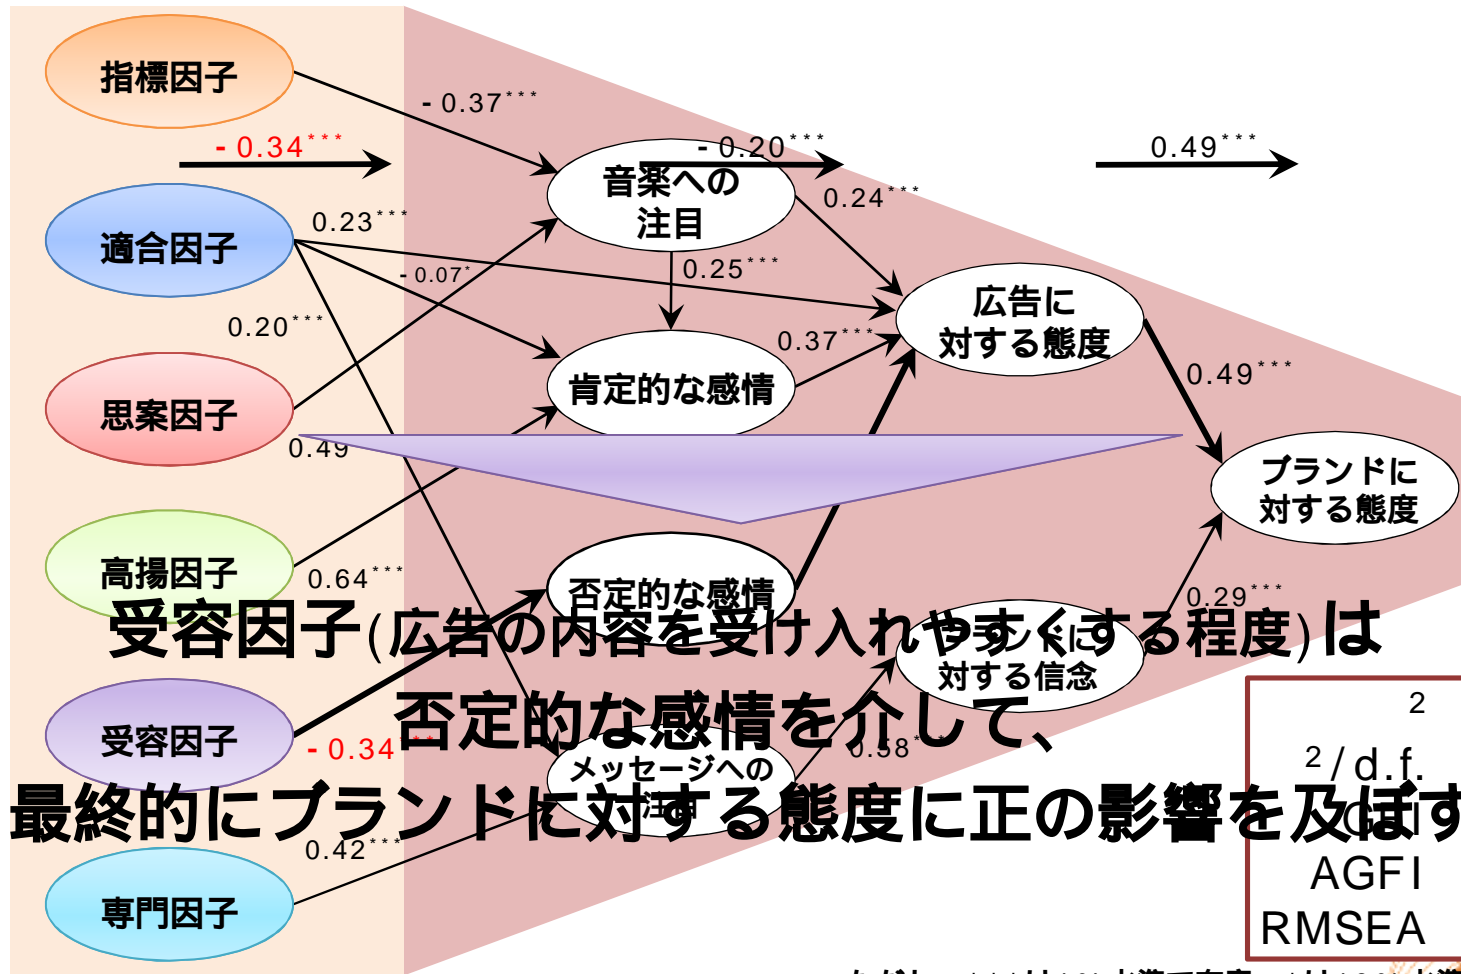 指標因子
- 0.37***
- 0.34***
- 0.20***
0.49***
音楽への
注目
0.24***
適合因子
0.23***
- 0.07*
0.25***
広告に
対する態度
0.20***
0.37***
肯定的な感情
0.49***
思案因子
0.49
ブランドに
対する態度
高揚因子
0.64***
否定的な感情
0.29***
受容因子(広告の内容を受け入れやすくする程度)は
ブランドに
対する信念
否定的な感情を介して、
受容因子
- 0.34***
0.58*
メッセージへの
注目
最終的にブランドに対する態度に正の影響を及ぼす
0.42***
専門因子
2
2/d.f.
GFI
AGFI
RMSEA